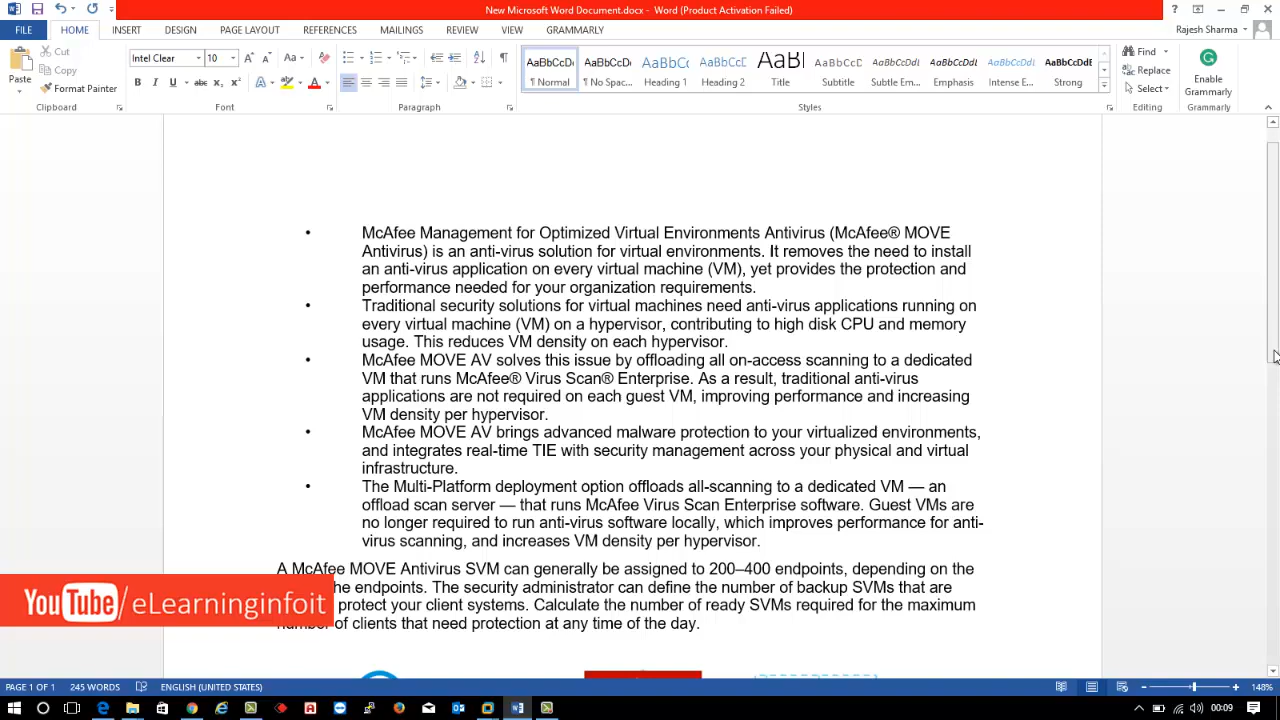 New Microsoft Word Document.docx - Word (Product Activation Failed)
FILE HOME INSERT DESIGN PAGE LAYOUT REFERENCES MAILINGS REVIEW VIEW GRAMMARLY Rajesh Sharma
Paste Cut Copy Format Painter
Clipboard
Intel Clear 10
Font
Paragraph
AaBbCcDc ¶ Normal
AaBbCcDc ¶ No Spac...
AaBbCc Heading 1
AaBbCc Heading 2
AaB Title
AaBbCcD Subtitle
AaBbCcDd Subtle Em...
AaBbCcDd Emphasis
AaBbCcDd Intense E...
AaBbCcDd Strong
Styles
Find
Replace
Select
Editing
Enable Grammarly
Grammarly
• McAfee Management for Optimized Virtual Environments Antivirus (McAfee® MOVE
Antivirus) is an anti-virus solution for virtual environments. It removes the need to install
an anti-virus application on every virtual machine (VM), yet provides the protection and
performance needed for your organization requirements.
• Traditional security solutions for virtual machines need anti-virus applications running on
every virtual machine (VM) on a hypervisor, contributing to high disk CPU and memory
usage. This reduces VM density on each hypervisor.
• McAfee MOVE AV solves this issue by offloading all on-access scanning to a dedicated
VM that runs McAfee® Virus Scan® Enterprise. As a result, traditional anti-virus
applications are not required on each guest VM, improving performance and increasing
VM density per hypervisor.
• McAfee MOVE AV brings advanced malware protection to your virtualized environments,
and integrates real-time TIE with security management across your physical and virtual
infrastructure.
• The Multi-Platform deployment option offloads all-scanning to a dedicated VM — an
offload scan server — that runs McAfee Virus Scan Enterprise software. Guest VMs are
no longer required to run anti-virus software locally, which improves performance for anti-
virus scanning, and increases VM density per hypervisor.
A McAfee MOVE Antivirus SVM can generally be assigned to 200–400 endpoints, depending on the
the endpoints. The security administrator can define the number of backup SVMs that are
protect your client systems. Calculate the number of ready SVMs required for the maximum
number of clients that need protection at any time of the day.
YouTube/eLearninginfoit
PAGE 1 OF 1 245 WORDS ENGLISH (UNITED STATES) 148%
00:09